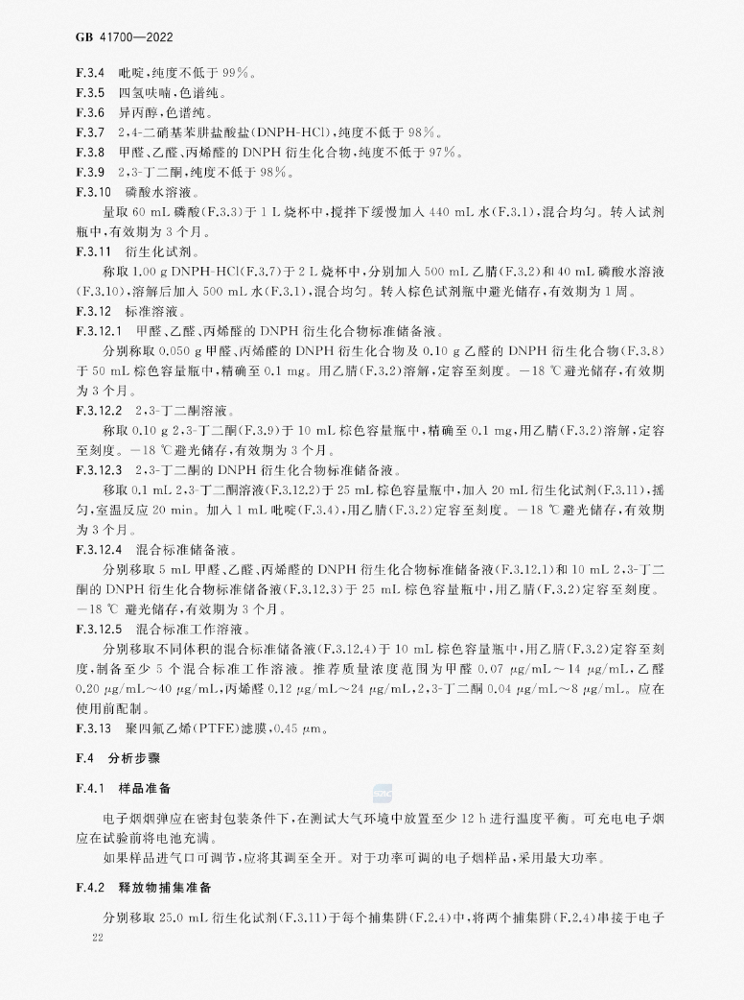 GB 41700—2022
F.3.4 吡啶,纯度不低于 99%。
F.3.5 四氢呋喃,色谱纯。
F.3.6 异丙醇,色谱纯。
F.3.7 2,4-二硝基苯肼盐酸盐(DNPH-HCl),纯度不低于 98%。
F.3.8 甲醛、乙醛、丙烯醛的 DNPH 衍生化合物,纯度不低于 97%。
F.3.9 2,3-丁二酮,纯度不低于 98%。
F.3.10 磷酸水溶液。
量取 60 mL 磷酸(F.3.3)于 1 L 烧杯中,搅拌下缓慢加入 440 mL 水(F.3.1),混合均匀。转入试剂
瓶中,有效期为 3 个月。
F.3.11 衍生化试剂。
称取 1.00 g DNPH-HCl(F.3.7)于 2 L 烧杯中,分别加入 500 mL 乙腈(F.3.2)和 40 mL 磷酸水溶液
(F.3.10),溶解后加入 500 mL 水(F.3.1),混合均匀。转入棕色试剂瓶中避光储存,有效期为 1 周。
F.3.12 标准溶液。
F.3.12.1 甲醛、乙醛、丙烯醛的 DNPH 衍生化合物标准储备液。
分别称取 0.050 g 甲醛、丙烯醛的 DNPH 衍生化合物及 0.10 g 乙醛的 DNPH 衍生化合物(F.3.8)
于 50 mL 棕色容量瓶中,精确至 0.1 mg。用乙腈(F.3.2)溶解,定容至刻度。-18 ℃避光储存,有效期
为 3 个月。
F.3.12.2 2,3-丁二酮溶液。
称取 0.10 g 2,3-丁二酮(F.3.9)于 10 mL 棕色容量瓶中,精确至 0.1 mg,用乙腈(F.3.2)溶解,定容
至刻度。-18 ℃避光储存,有效期为 3 个月。
F.3.12.3 2,3-丁二酮的 DNPH 衍生化合物标准储备液。
移取 0.1 mL 2,3-丁二酮溶液(F.3.12.2)于 25 mL 棕色容量瓶中,加入 20 mL 衍生化试剂(F.3.11),摇
匀,室温反应 20 min。加入 1 mL 吡啶(F.3.4),用乙腈(F.3.2)定容至刻度。-18 ℃避光储存,有效期
为 3 个月。
F.3.12.4 混合标准储备液。
分别移取 5 mL 甲醛、乙醛、丙烯醛的 DNPH 衍生化合物标准储备液(F.3.12.1)和 10 mL 2,3-丁二
酮的 DNPH 衍生化合物标准储备液(F.3.12.3)于 25 mL 棕色容量瓶中,用乙腈(F.3.2)定容至刻度。
-18 ℃ 避光储存,有效期为 3 个月。
F.3.12.5 混合标准工作溶液。
分别移取不同体积的混合标准储备液(F.3.12.4)于 10 mL 棕色容量瓶中,用乙腈(F.3.2)定容至刻
度,制备至少 5 个混合标准工作溶液。推荐质量浓度范围为甲醛 0.07 μg/mL~14 μg/mL,乙醛
0.20 μg/mL~40 μg/mL,丙烯醛 0.12 μg/mL~24 μg/mL,2,3-丁二酮 0.04 μg/mL~8 μg/mL。应在
使用前配制。
F.3.13 聚四氟乙烯(PTFE)滤膜,0.45 μm。
F.4 分析步骤
F.4.1 样品准备
SAC
电子烟烟弹应在密封包装条件下,在测试大气环境中放置至少 12 h 进行温度平衡。可充电电子烟
应在试验前将电池充满。
如果样品进气口可调节,应将其调至全开。对于功率可调的电子烟样品,采用最大功率。
F.4.2 释放物捕集准备
分别移取 25.0 mL 衍生化试剂(F.3.11)于每个捕集阱(F.2.4)中,将两个捕集阱(F.2.4)串接于电子
22